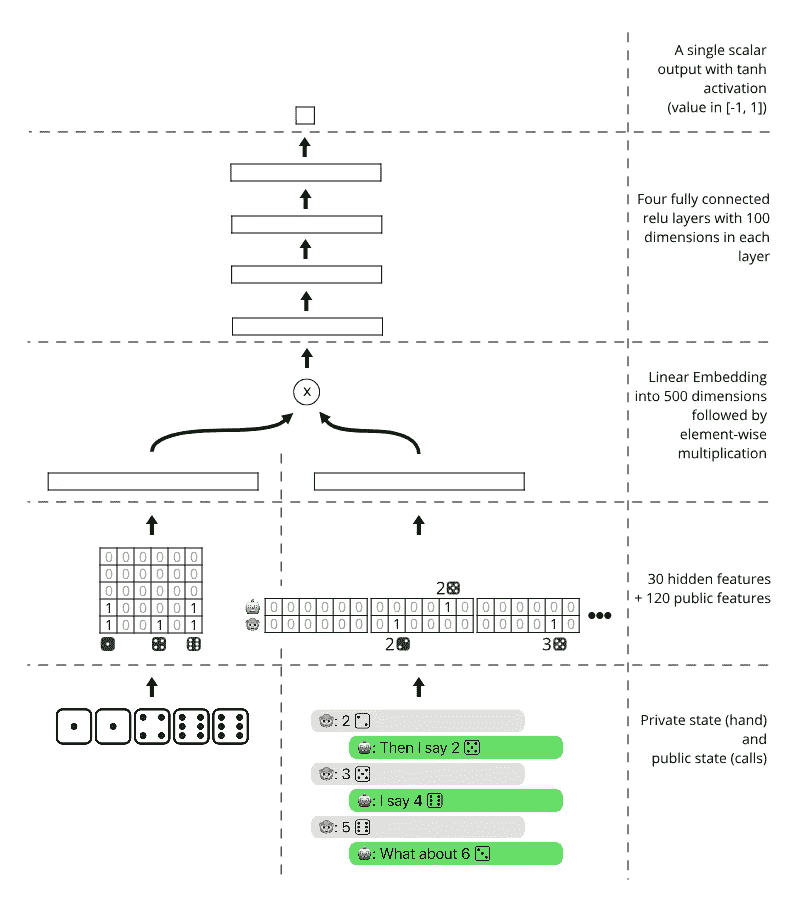 A single scalar
output with tanh
activation
(value in [-1, 1])
Four fully connected
relu layers with 100
dimensions in each
layer
x
Linear Embedding
into 500 dimensions
followed by
element-wise
multiplication
0 0 0 0 0 0
0 0 0 0 0 0
0 0 0 0 0 0
1 0 0 0 0 1
1 0 0 1 0 1
2
0 0 0 0 0 0 0 0 0 0 1 0 0 0 0 0 0 0
0 0 0 0 0 0 0 1 0 0 0 0 0 0 0 0 1 0
2 3
30 hidden features
+ 120 public features
: 2
: Then I say 2
: 3
: I say 4
: 5
: What about 6
Private state (hand)
and
public state (calls)